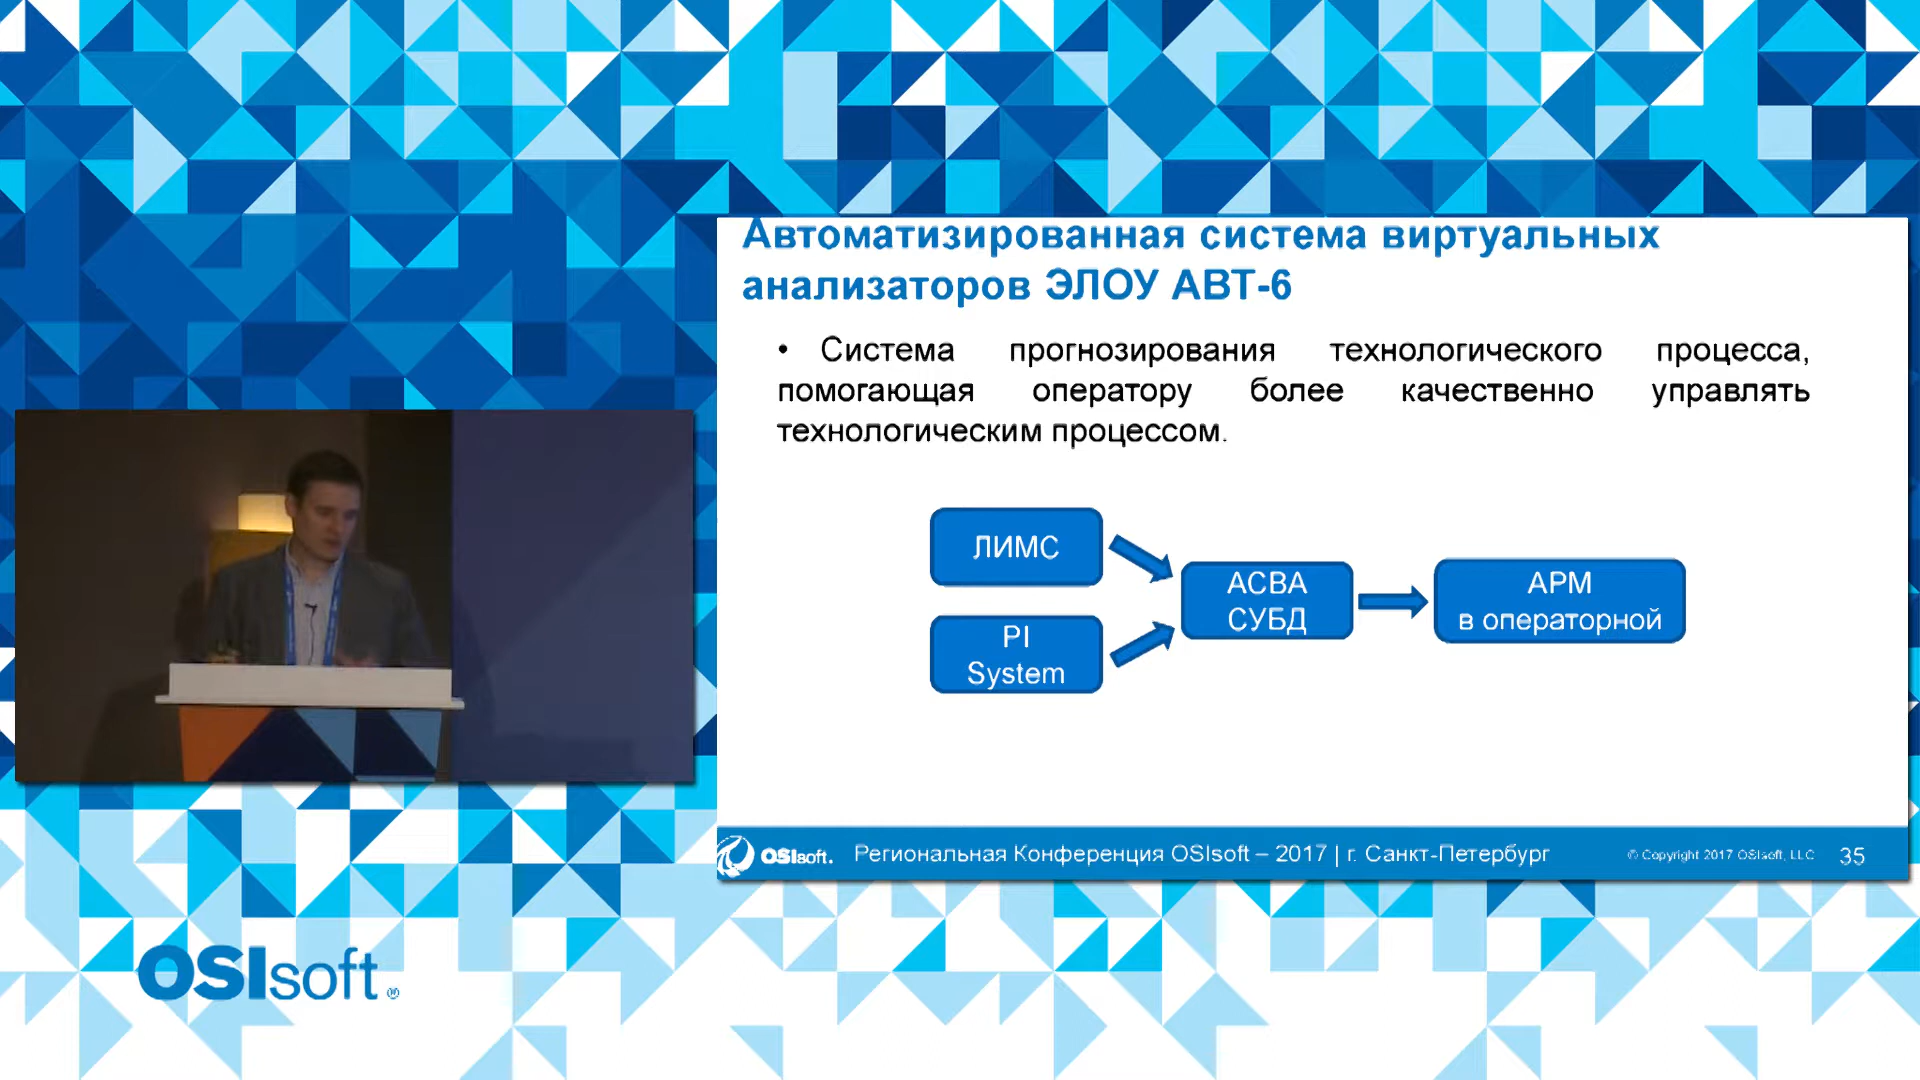 Автоматизированная система виртуальных
анализаторов ЭЛОУ АВТ-6
• Система прогнозирования технологического процесса,
помогающая оператору более качественно управлять
технологическим процессом.
ЛИМС
PI
System
АСВА
СУБД
АРМ
в операторной
OSIsoft. Региональная Конференция OSIsoft – 2017 | г. Санкт-Петербург © Copyright 2017 OSIsoft, LLC 35
OSIsoft®